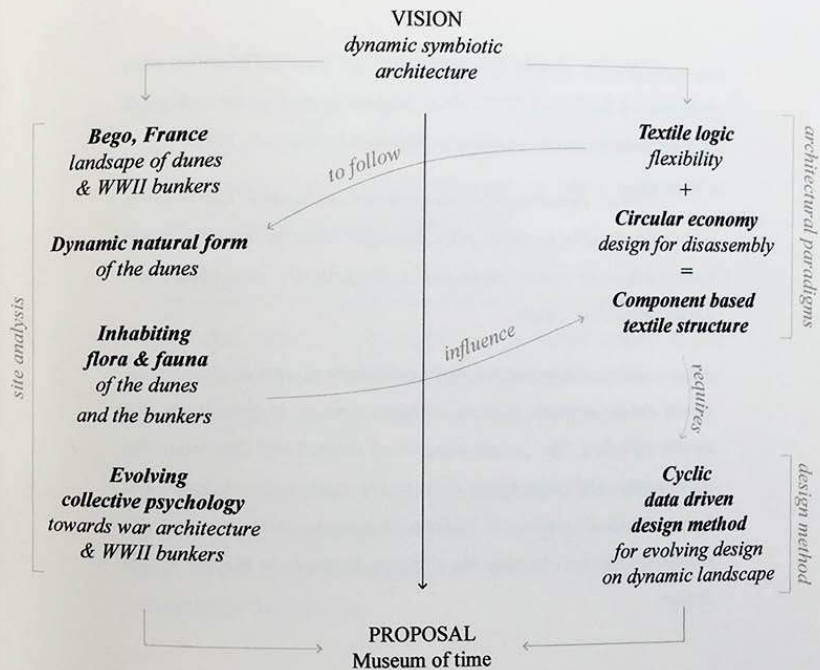 VISION
dynamic symbiotic
architecture
site analysis
Bego, France
landsape of dunes
& WWII bunkers
Dynamic natural form
of the dunes
Inhabiting
flora & fauna
of the dunes
and the bunkers
Evolving
collective psychology
towards war architecture
& WWII bunkers
to follow
influence
Textile logic
flexibility
+
Circular economy
design for disassembly
=
Component based
textile structure
architectural paradigms
requires
Cyclic
data driven
design method
for evolving design
on dynamic landscape
design method
PROPOSAL
Museum of time